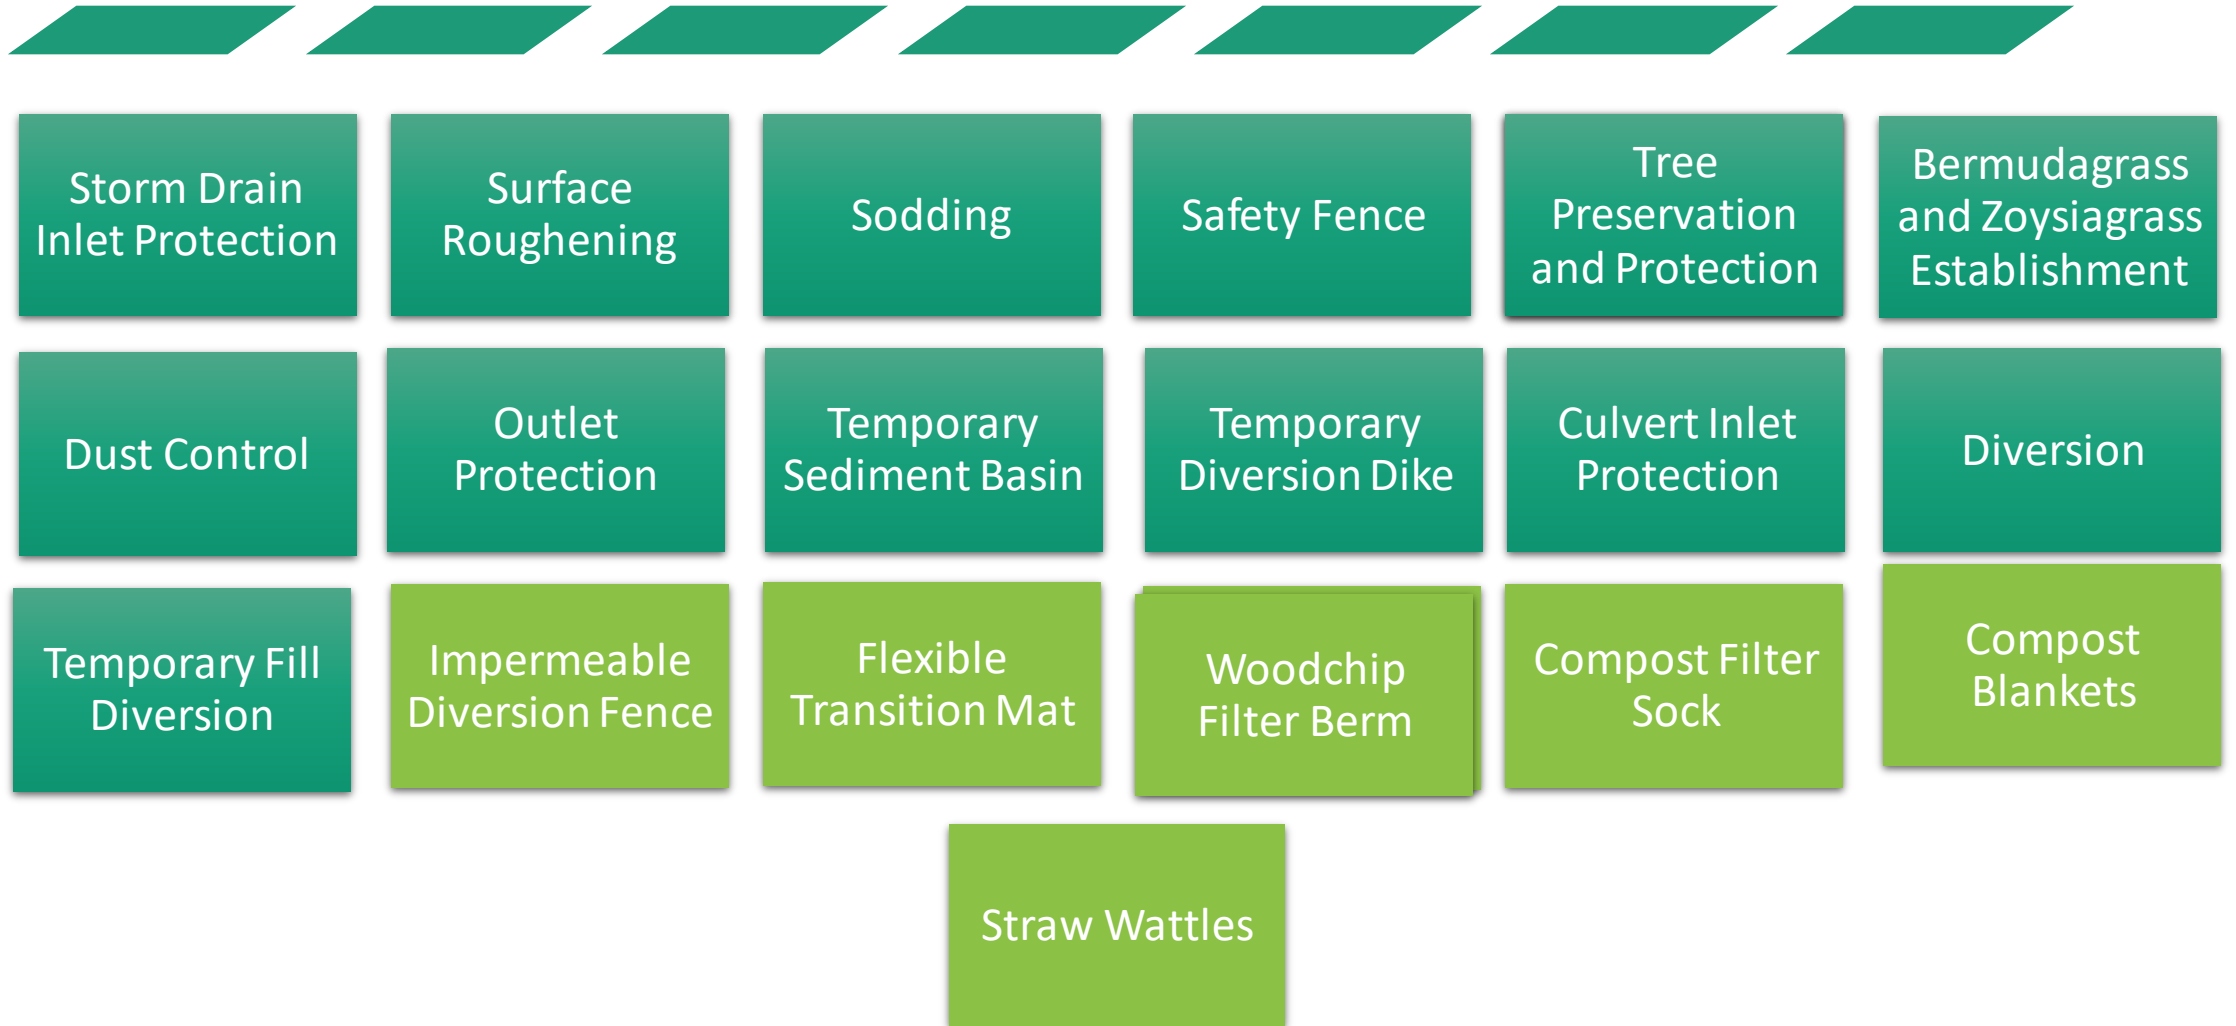 Storm Drain
Inlet Protection
Surface
Roughening
Sodding
Safety Fence
Tree
Preservation
and Protection
Bermudagrass
and Zoysiagrass
Establishment
Dust Control
Outlet
Protection
Temporary
Sediment Basin
Temporary
Diversion Dike
Culvert Inlet
Protection
Diversion
Temporary Fill
Diversion
Impermeable
Diversion Fence
Flexible
Transition Mat
Woodchip
Filter Berm
Compost Filter
Sock
Compost
Blankets
Straw Wattles